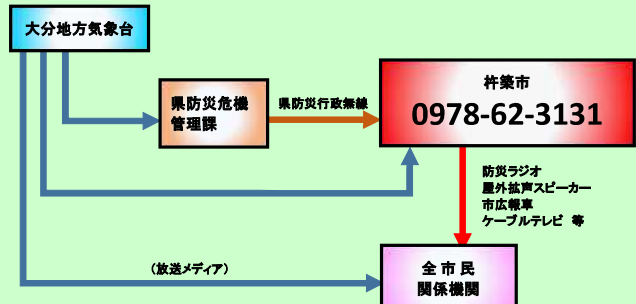 大分地方気象台
県防災危機
管理課
県防災行政無線
杵築市
0978-62-3131
防災ラジオ
屋外拡声スピーカー
市広報車
ケーブルテレビ 等
(放送メディア)
全市民
関係機関